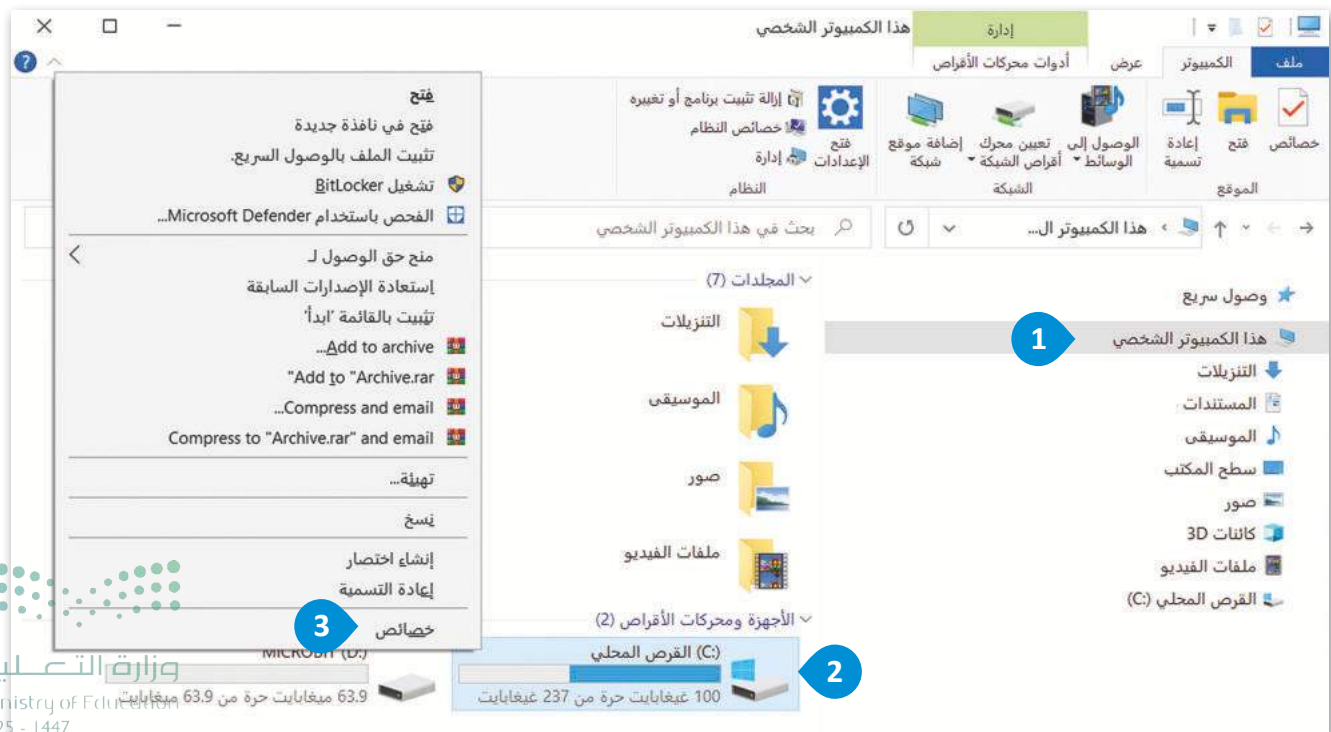 هذا الكمبيوتر الشخصي
إدارة
ملف
الكمبيوتر
عرض
أدوات محركات الأقراص
خصائص
فتح
إعادة تسمية
الموقع
الوصول إلى الوسائط
تعيين محرك أقراص الشبكة
إضافة موقع شبكة
الشبكة
فتح الإعدادات
إزالة تثبيت برنامج أو تغييره
خصائص النظام
إدارة
النظام
هذا الكمبيوتر ال...
بحث في هذا الكمبيوتر الشخصي
وصول سريع
هذا الكمبيوتر الشخصي
1
التنزيلات
المستندات
الموسيقى
سطح المكتب
صور
كائنات 3D
ملفات الفيديو
القرص المحلي (C:)
المجلدات (7)
التنزيلات
الموسيقى
صور
ملفات الفيديو
الأجهزة ومحركات الأقراص (2)
القرص المحلي (C:)
100 غيغابايت حرة من 237 غيغابايت
2
MICROBIT (D:)
63.9 ميغابايت حرة من 63.9 ميغابايت
فتح
فتح في نافذة جديدة
تثبيت الملف بالوصول السريع.
تشغيل BitLocker
الفحص باستخدام Microsoft Defender...
منح حق الوصول لـ
إستعادة الإصدارات السابقة
تثبيت بالقائمة 'ابدأ'
Add to archive...
Add to "Archive.rar"
Compress and email...
Compress to "Archive.rar" and email
تهيئة...
نسخ
إنشاء اختصار
إعادة التسمية
خصائص
3
وزارة التعليم
Ministry of Education
2025 - 1447